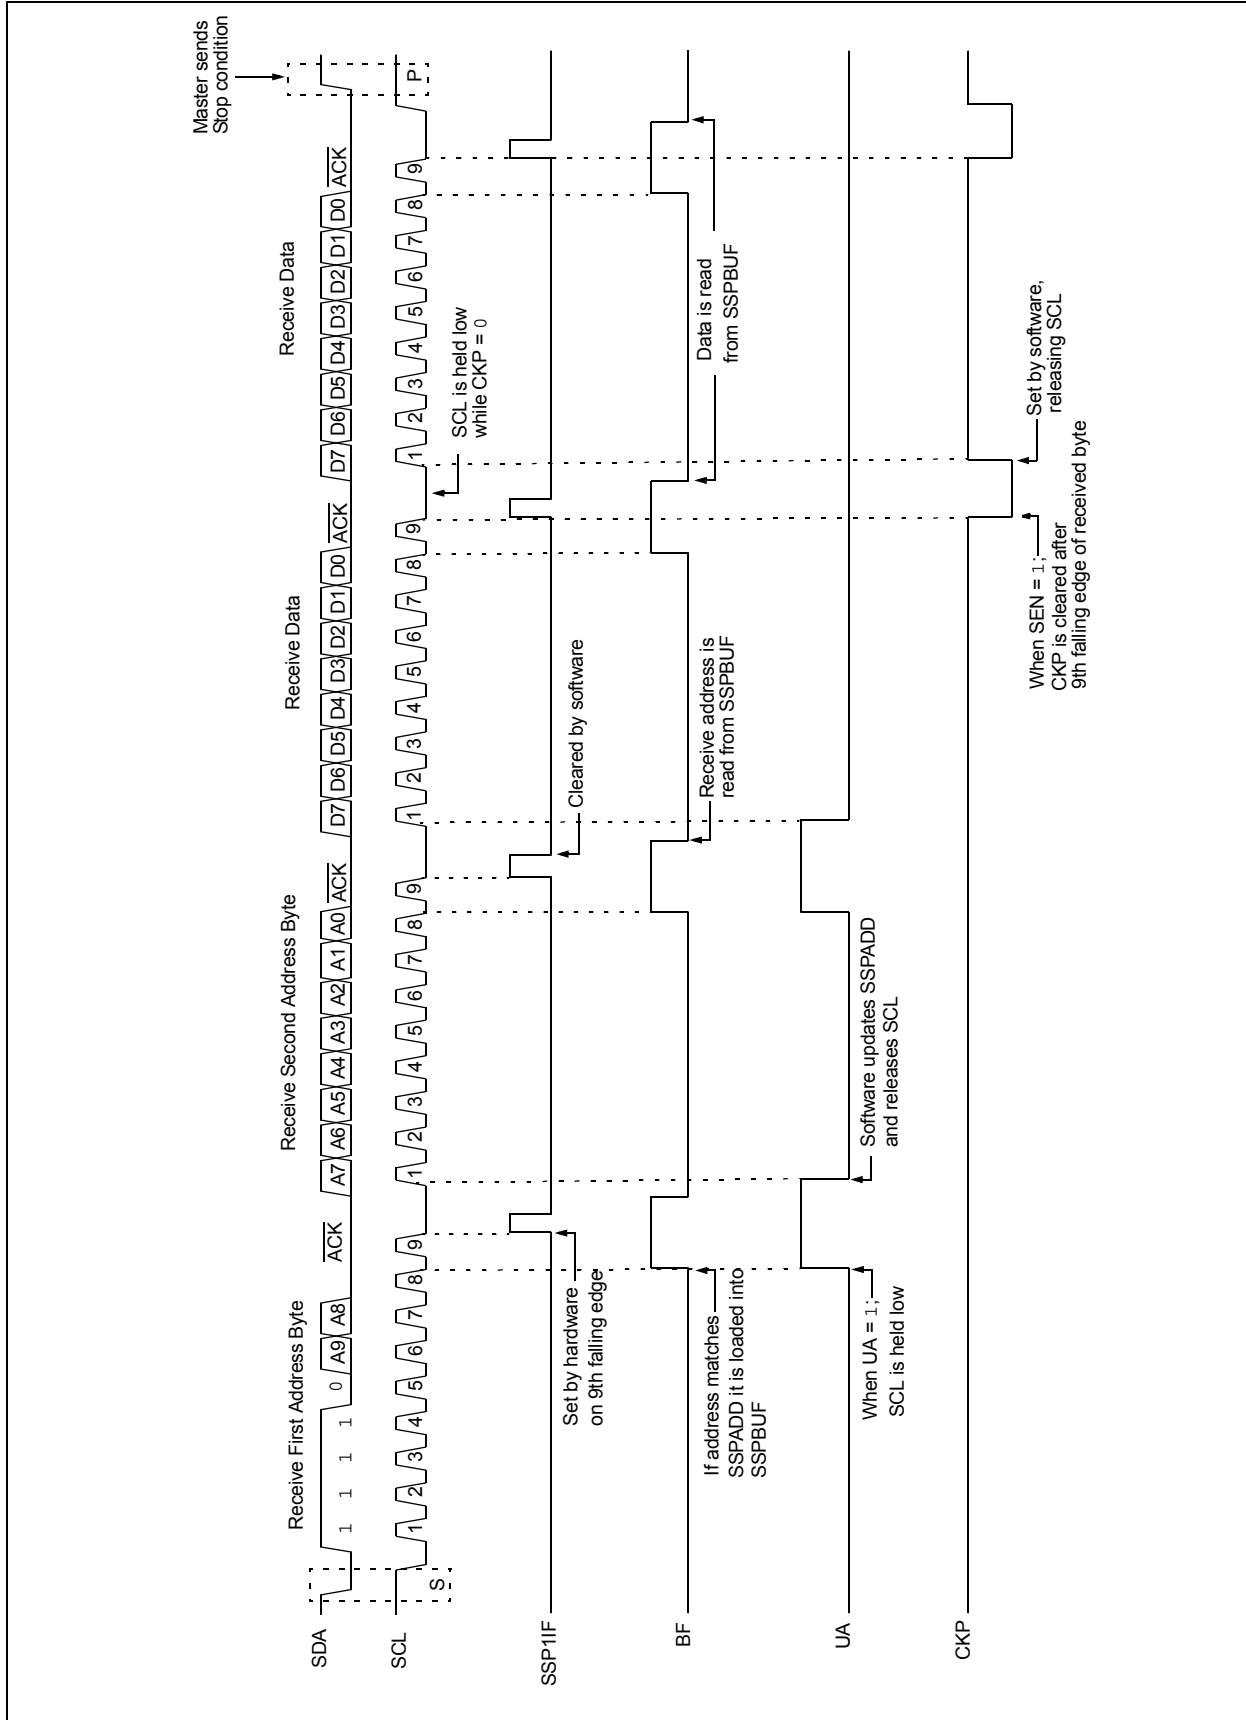 Master sends
Stop condition
Receive First Address Byte
Receive Second Address Byte
Receive Data
Receive Data
SDA
1 1 1 1 0 A9 A8 ACK
A7 A6 A5 A4 A3 A2 A1 A0 ACK
D7 D6 D5 D4 D3 D2 D1 D0 ACK
D7 D6 D5 D4 D3 D2 D1 D0 ACK
SCL
S
1 2 3 4 5 6 7 8 9
1 2 3 4 5 6 7 8 9
1 2 3 4 5 6 7 8 9
1 2 3 4 5 6 7 8 9
P
SCL is held low
while CKP = 0
SSP1IF
Set by hardware
on 9th falling edge
Cleared by software
BF
If address matches
SSPADD it is loaded into
SSPBUF
Receive address is
read from SSPBUF
Data is read
from SSPBUF
UA
When UA = 1;
SCL is held low
Software updates SSPADD
and releases SCL
CKP
When SEN = 1;
CKP is cleared after
9th falling edge of received byte
Set by software,
releasing SCL